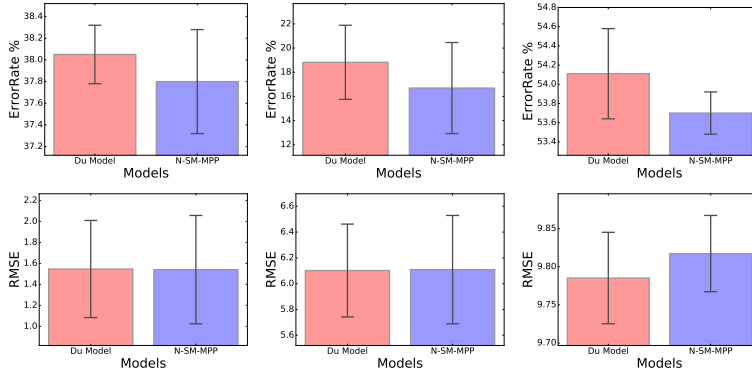 ErrorRate %
38.4
38.2
38.0
37.8
37.6
37.4
37.2
Du Model
N-SM-MPP
Models
ErrorRate %
22
20
18
16
14
12
Du Model
N-SM-MPP
Models
ErrorRate %
54.8
54.6
54.4
54.2
54.0
53.8
53.6
53.4
Du Model
N-SM-MPP
Models
RMSE
2.2
2.0
1.8
1.6
1.4
1.2
1.0
Du Model
N-SM-MPP
Models
RMSE
6.6
6.4
6.2
6.0
5.8
5.6
Du Model
N-SM-MPP
Models
RMSE
9.85
9.80
9.75
9.70
Du Model
N-SM-MPP
Models